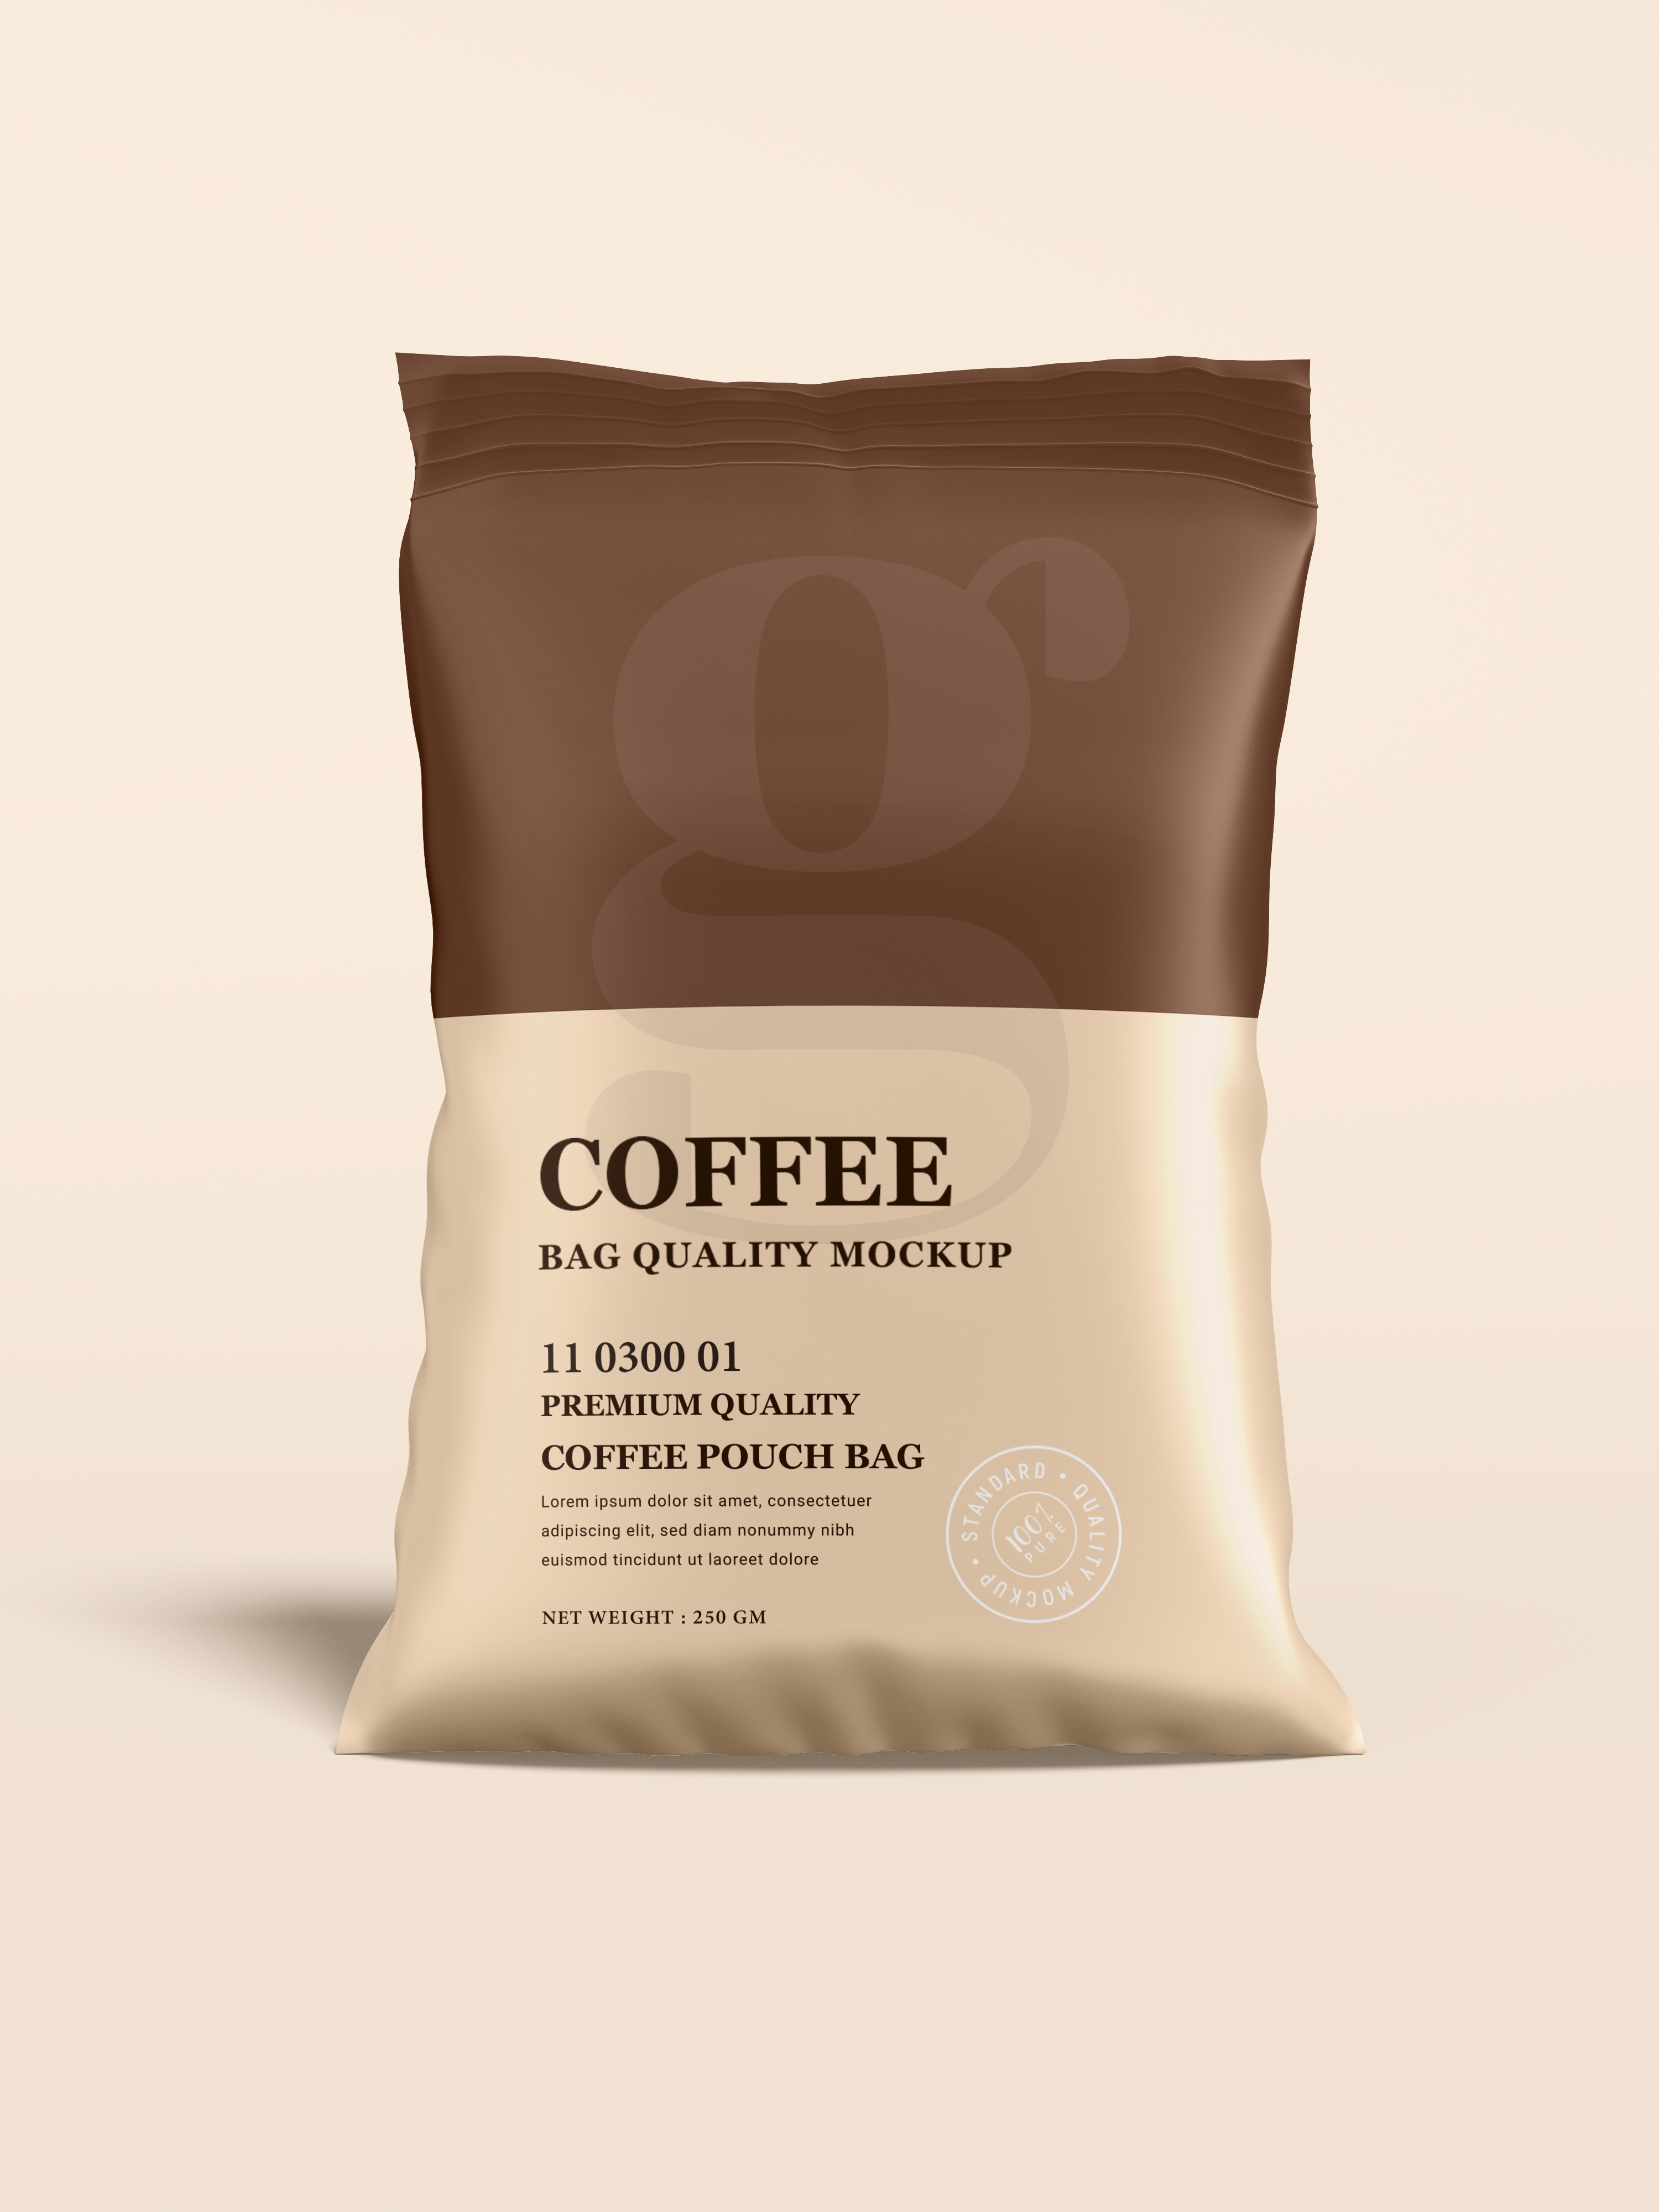 g
COFFEE
BAG QUALITY MOCKUP
11 0300 01
PREMIUM QUALITY
COFFEE POUCH BAG
Lorem ipsum dolor sit amet, consectetuer
adipiscing elit, sed diam nonummy nibh
euismod tincidunt ut laoreet dolore
NET WEIGHT : 250 GM
STANDARD • QUALITY MOCKUP •
100%
PURE